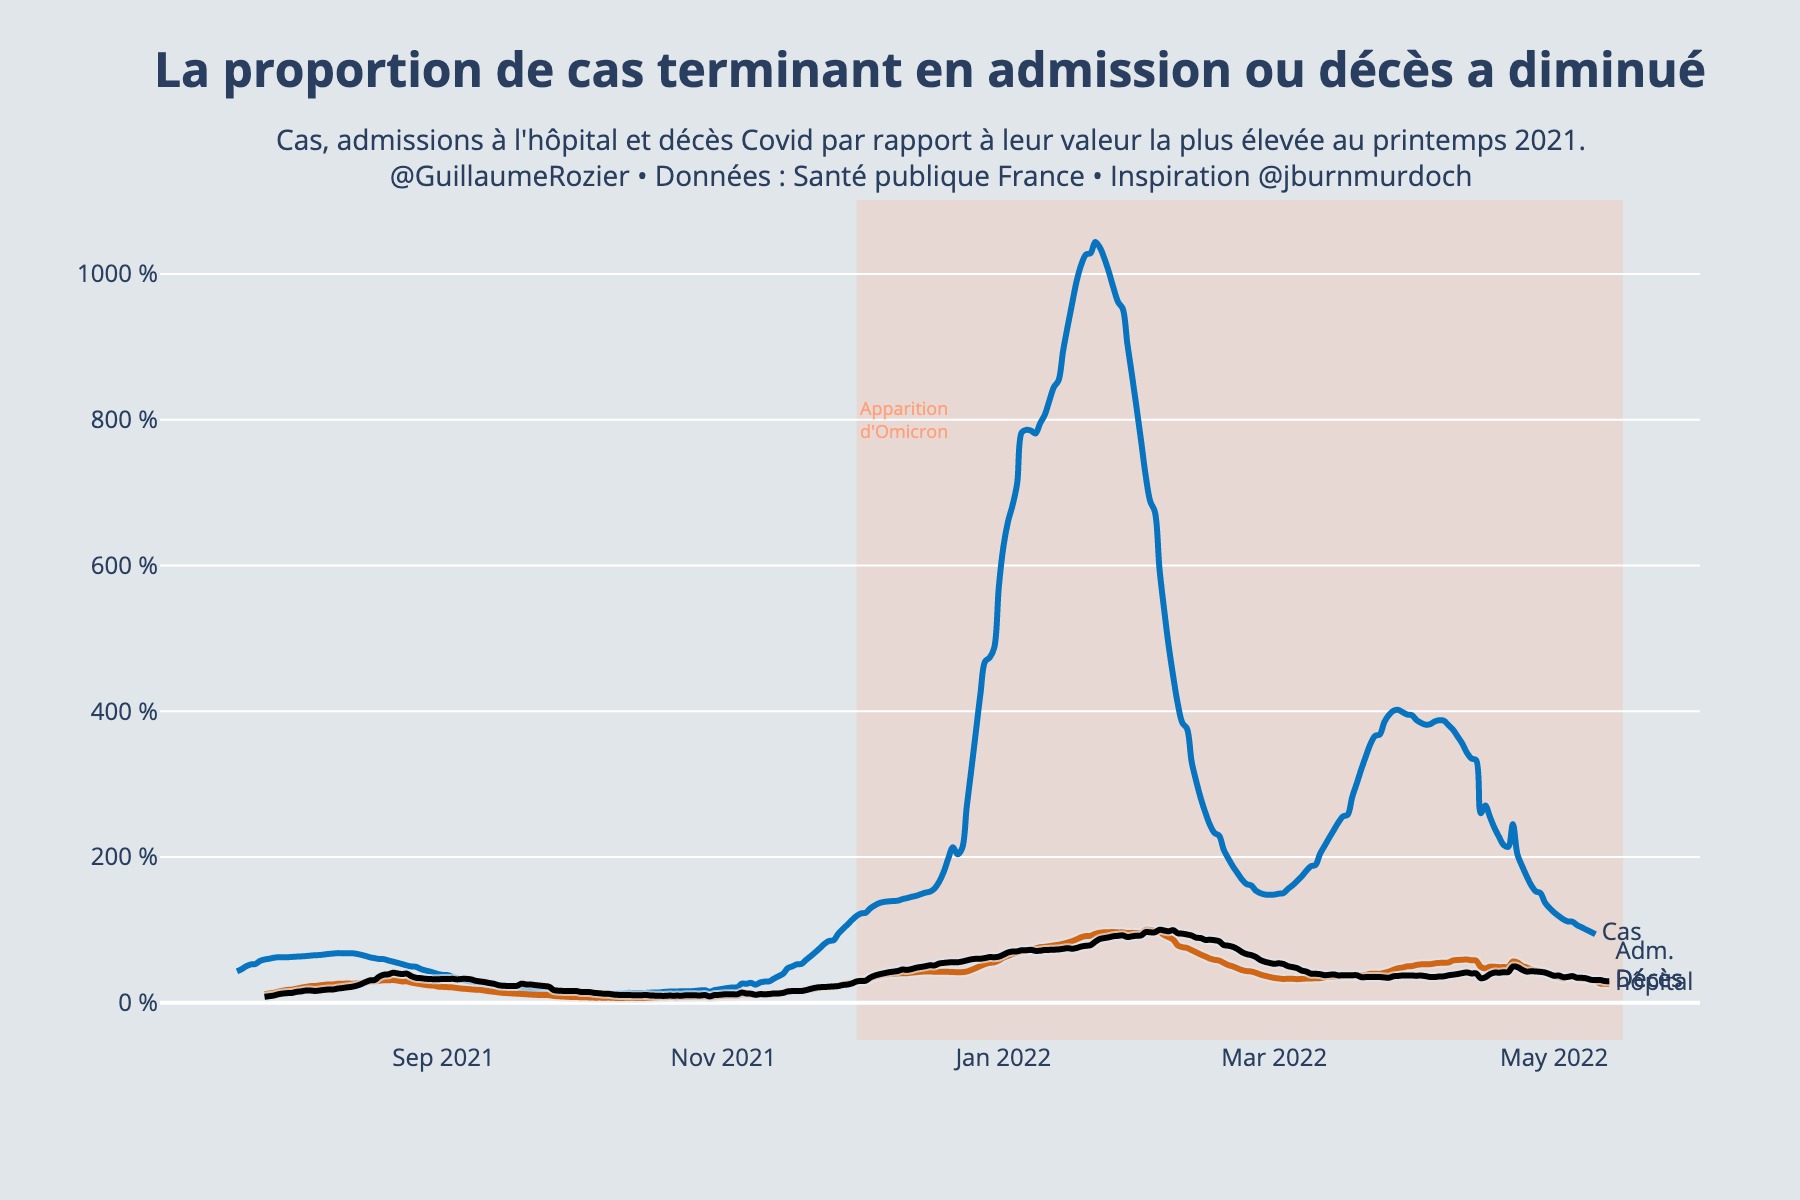 La proportion de cas terminant en admission ou décès a diminué
Cas, admissions à l'hôpital et décès Covid par rapport à leur valeur la plus élevée au printemps 2021.
@GuillaumeRozier • Données : Santé publique France • Inspiration @jburnmurdoch
1000 %
800 %
600 %
400 %
200 %
0 %
Apparition
d'Omicron
Cas
Adm.
hôpital
Décès
Sep 2021
Nov 2021
Jan 2022
Mar 2022
May 2022